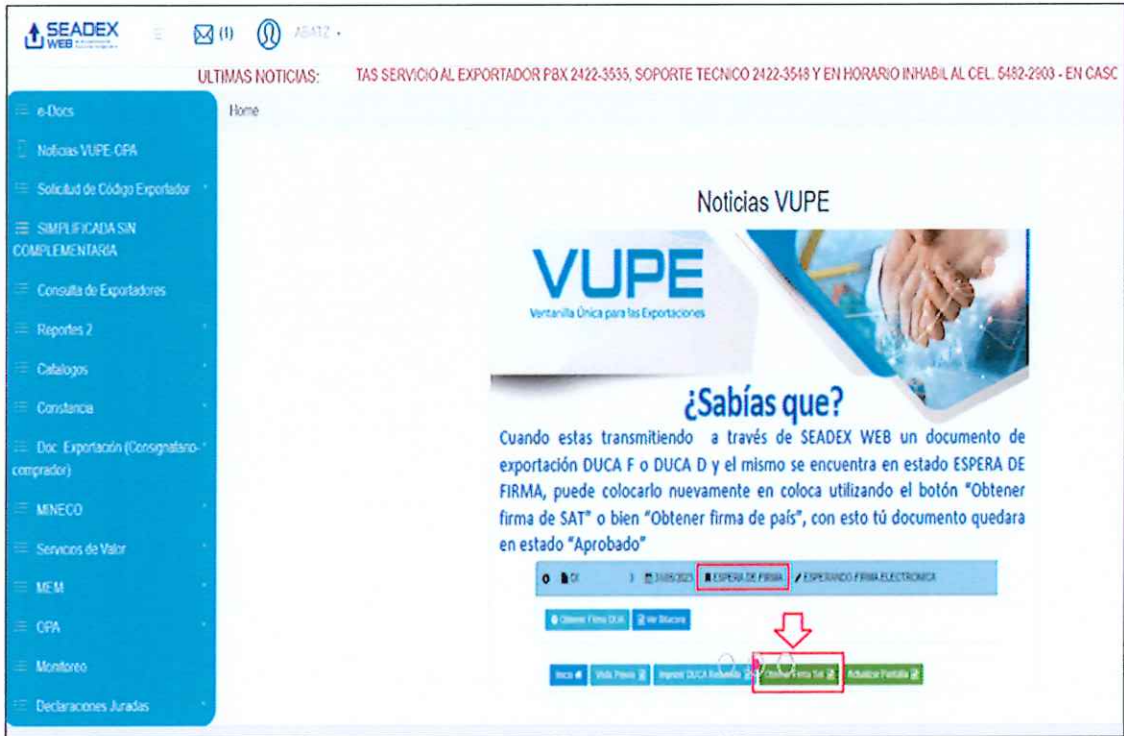 SEADEX
WEB
(1)
ULTIMAS NOTICIAS: TAS SERVICIO AL EXPORTADOR PBX 2422-3535, SOPORTE TECNICO 2422-3548 Y EN HORARIO INHABIL AL CEL. 5482-2903 - EN CASO
e-Docs
Home
Noticias VUPE-OPA
Solicitud de Código Exportador
SIMPLIFICADA SIN
COMPLEMENTARIA
Consulta de Exportadores
Reportes 2
Catalogos
Constancia
Doc. Exportación (Consignatario-
comprador)
MINECO
Servicios de Valor
MEM
OPA
Monitoreo
Declaraciones Juradas
Noticias VUPE
VUPE
Ventanilla Única para las Exportaciones
¿Sabías que?
Cuando estas transmitiendo a través de SEADEX WEB un documento de
exportación DUCA F o DUCA D y el mismo se encuentra en estado ESPERA DE
FIRMA, puede colocarlo nuevamente en coloca utilizando el botón "Obtener
firma de SAT" o bien "Obtener firma de país", con esto tú documento quedara
en estado "Aprobado"
31/05/2023 ESPERA DE FIRMA ESPERANDO FIRMA ELECTRONICA
Obtener Firma DUA Ver Bitacora
Inicio Vista Previa Imprimir DUCA Obtener Firma Sat Actualizar Pantalla